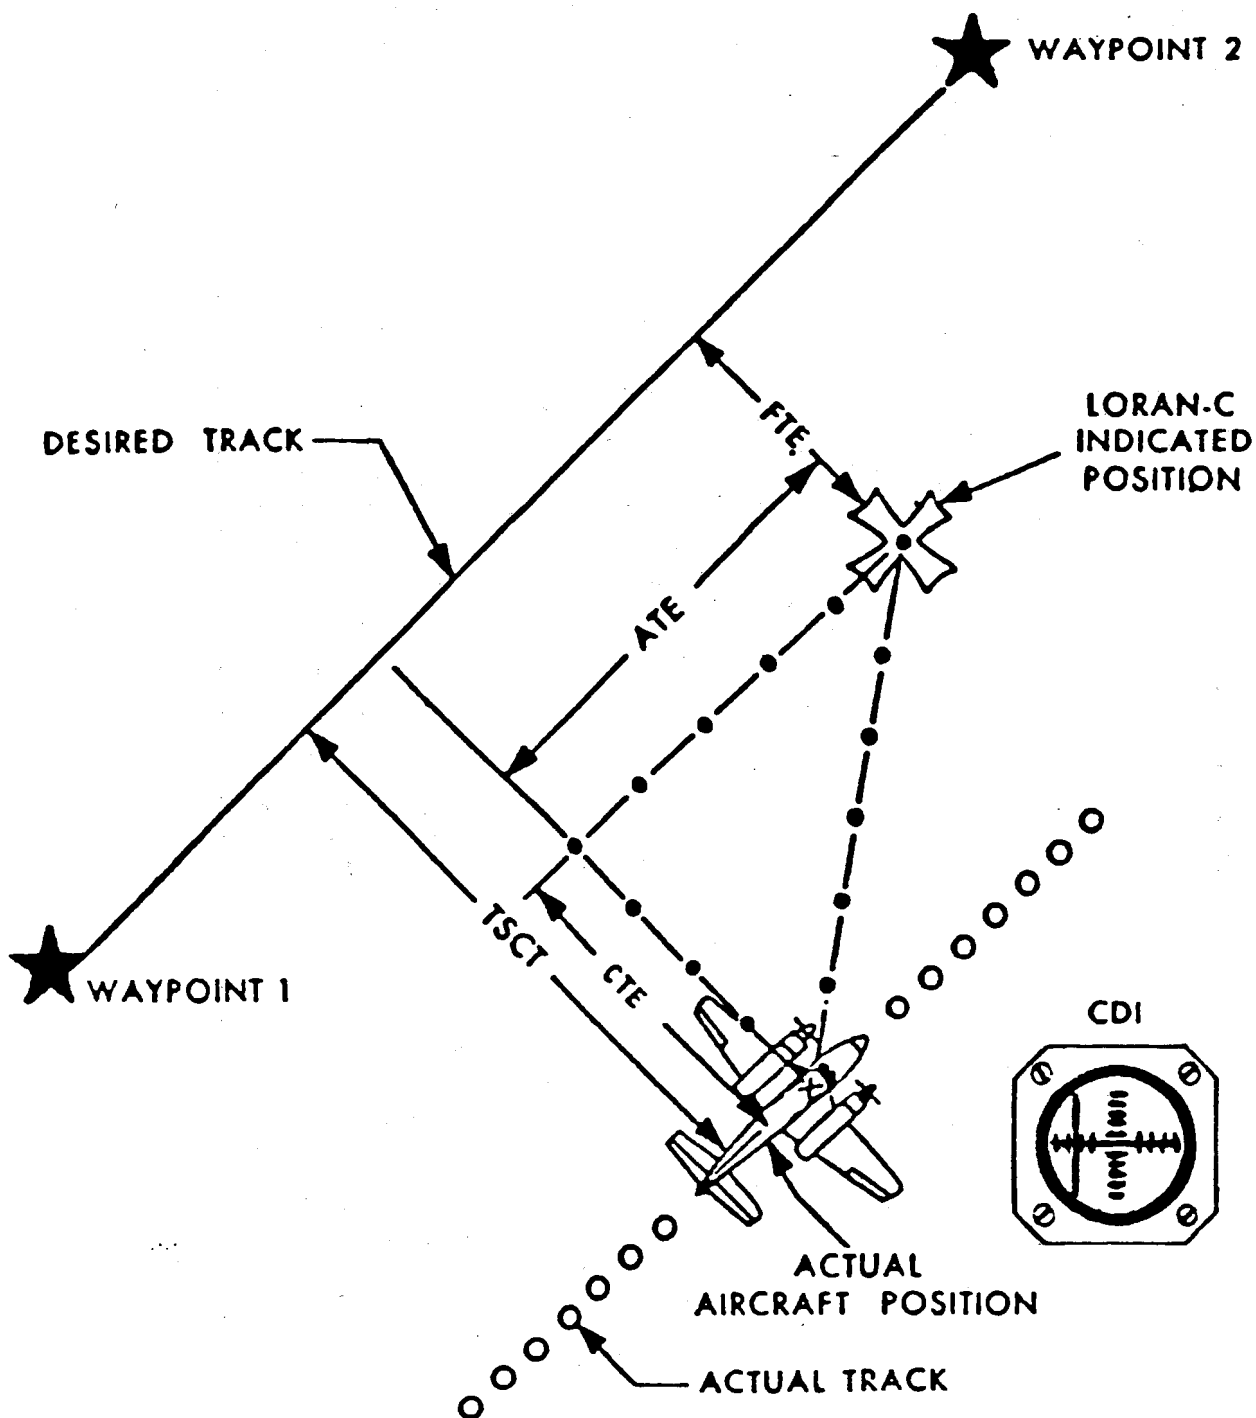 WAYPOINT 2
LORAN-C
INDICATED
POSITION
FTE.
DESIRED TRACK
ATE
TSCT
CTE
WAYPOINT 1
CDI
ACTUAL
AIRCRAFT POSITION
ACTUAL TRACK